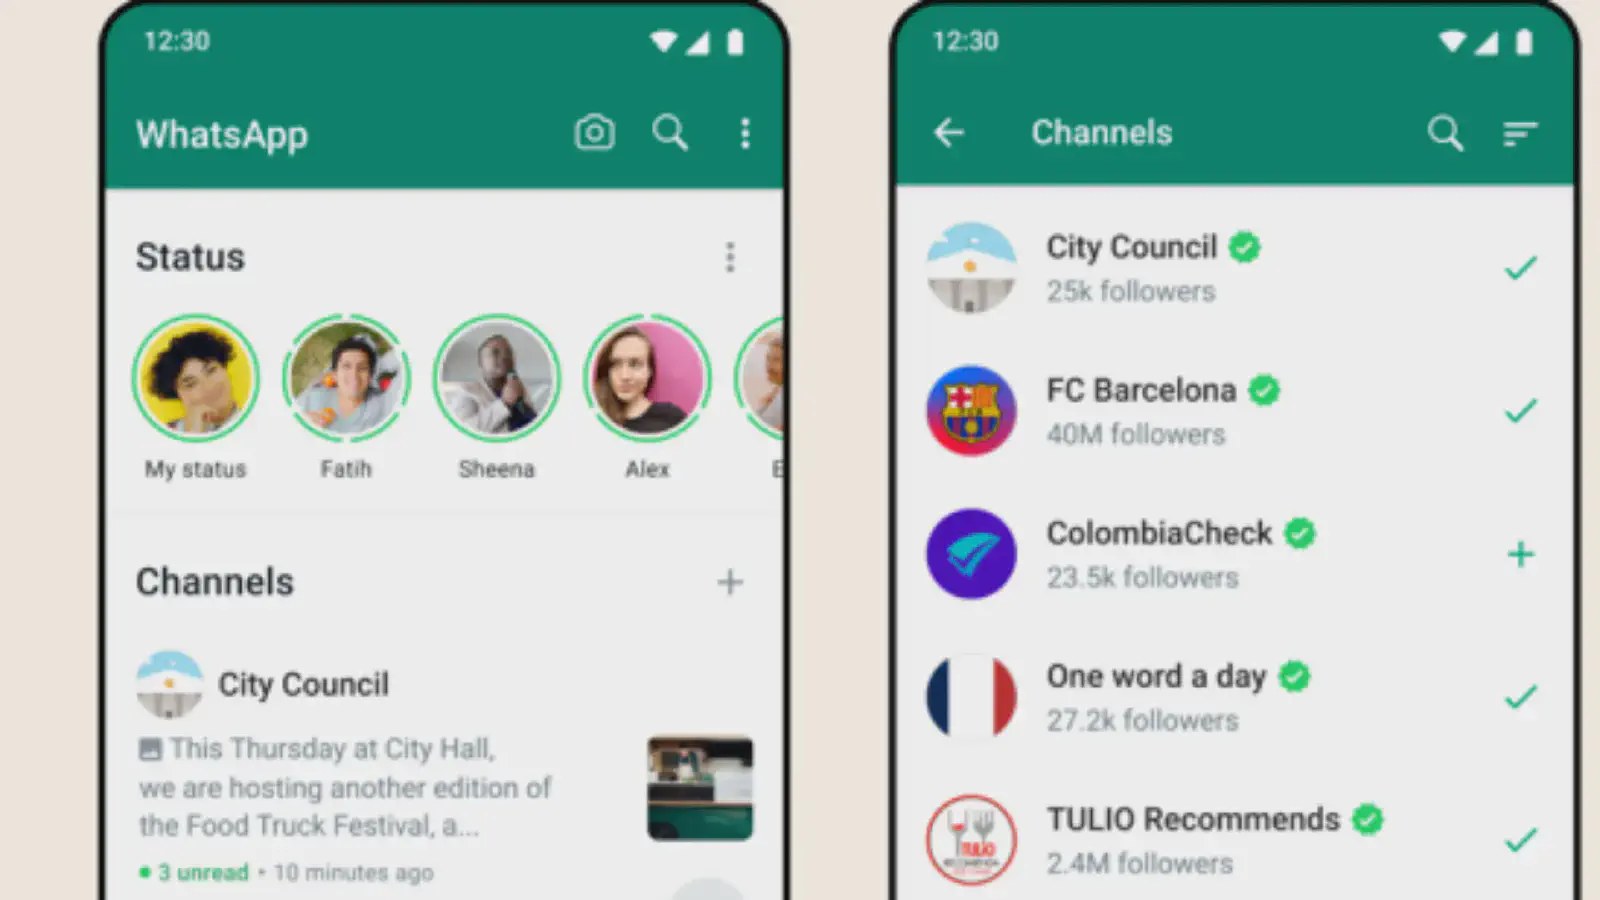 12:30
WhatsApp
Status
My status
Fatih
Sheena
Alex
Channels
City Council
This Thursday at City Hall,
we are hosting another edition of
the Food Truck Festival, a...
3 unread • 10 minutes ago
12:30
Channels
City Council
25k followers
FC Barcelona
40M followers
ColombiaCheck
23.5k followers
One word a day
27.2k followers
TULIO Recommends
2.4M followers
TULIO